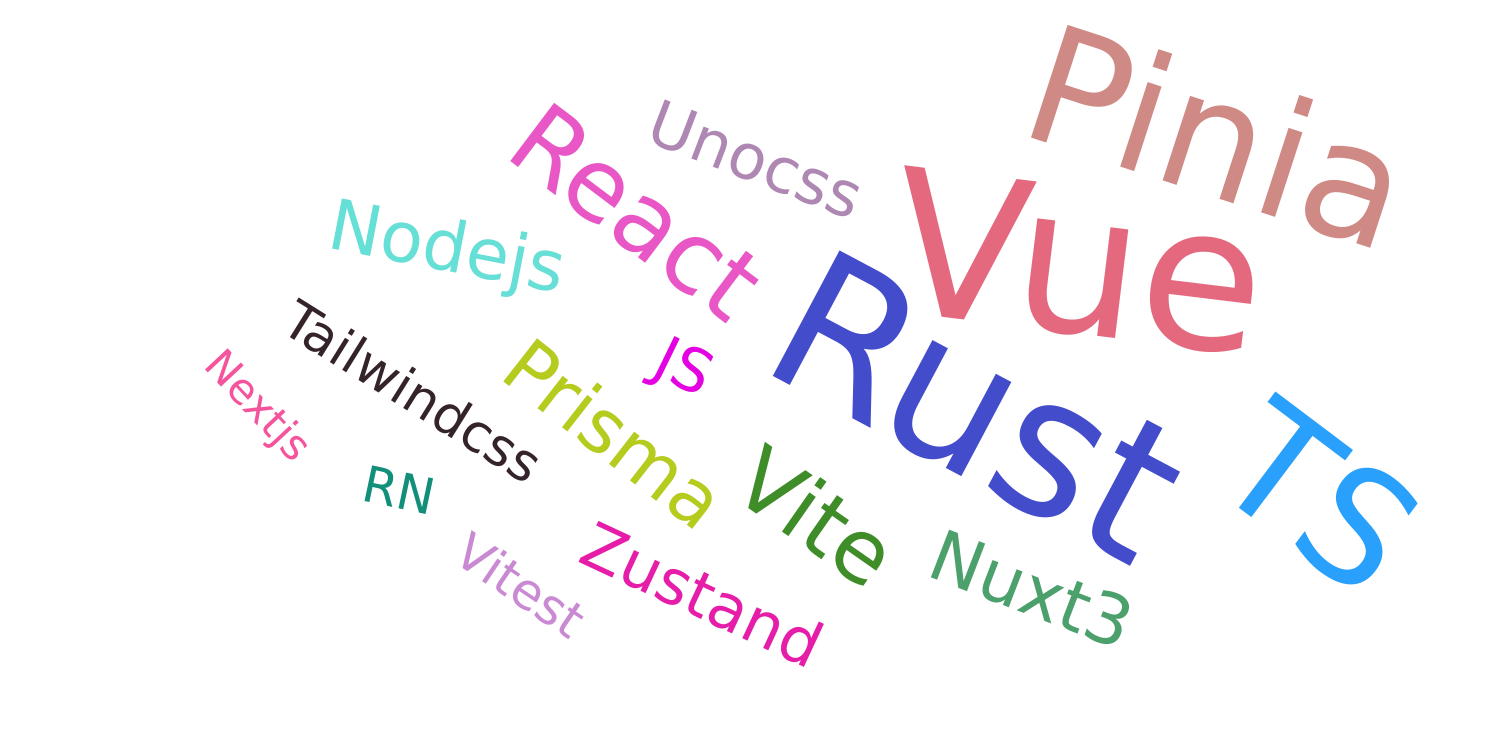 Pinia
Unocss
React
Vue
Nodejs
Rust
Tailwindcss
JS
Prisma
Nextjs
TS
RN
Vite
Vitest
Zustand
Nuxt3